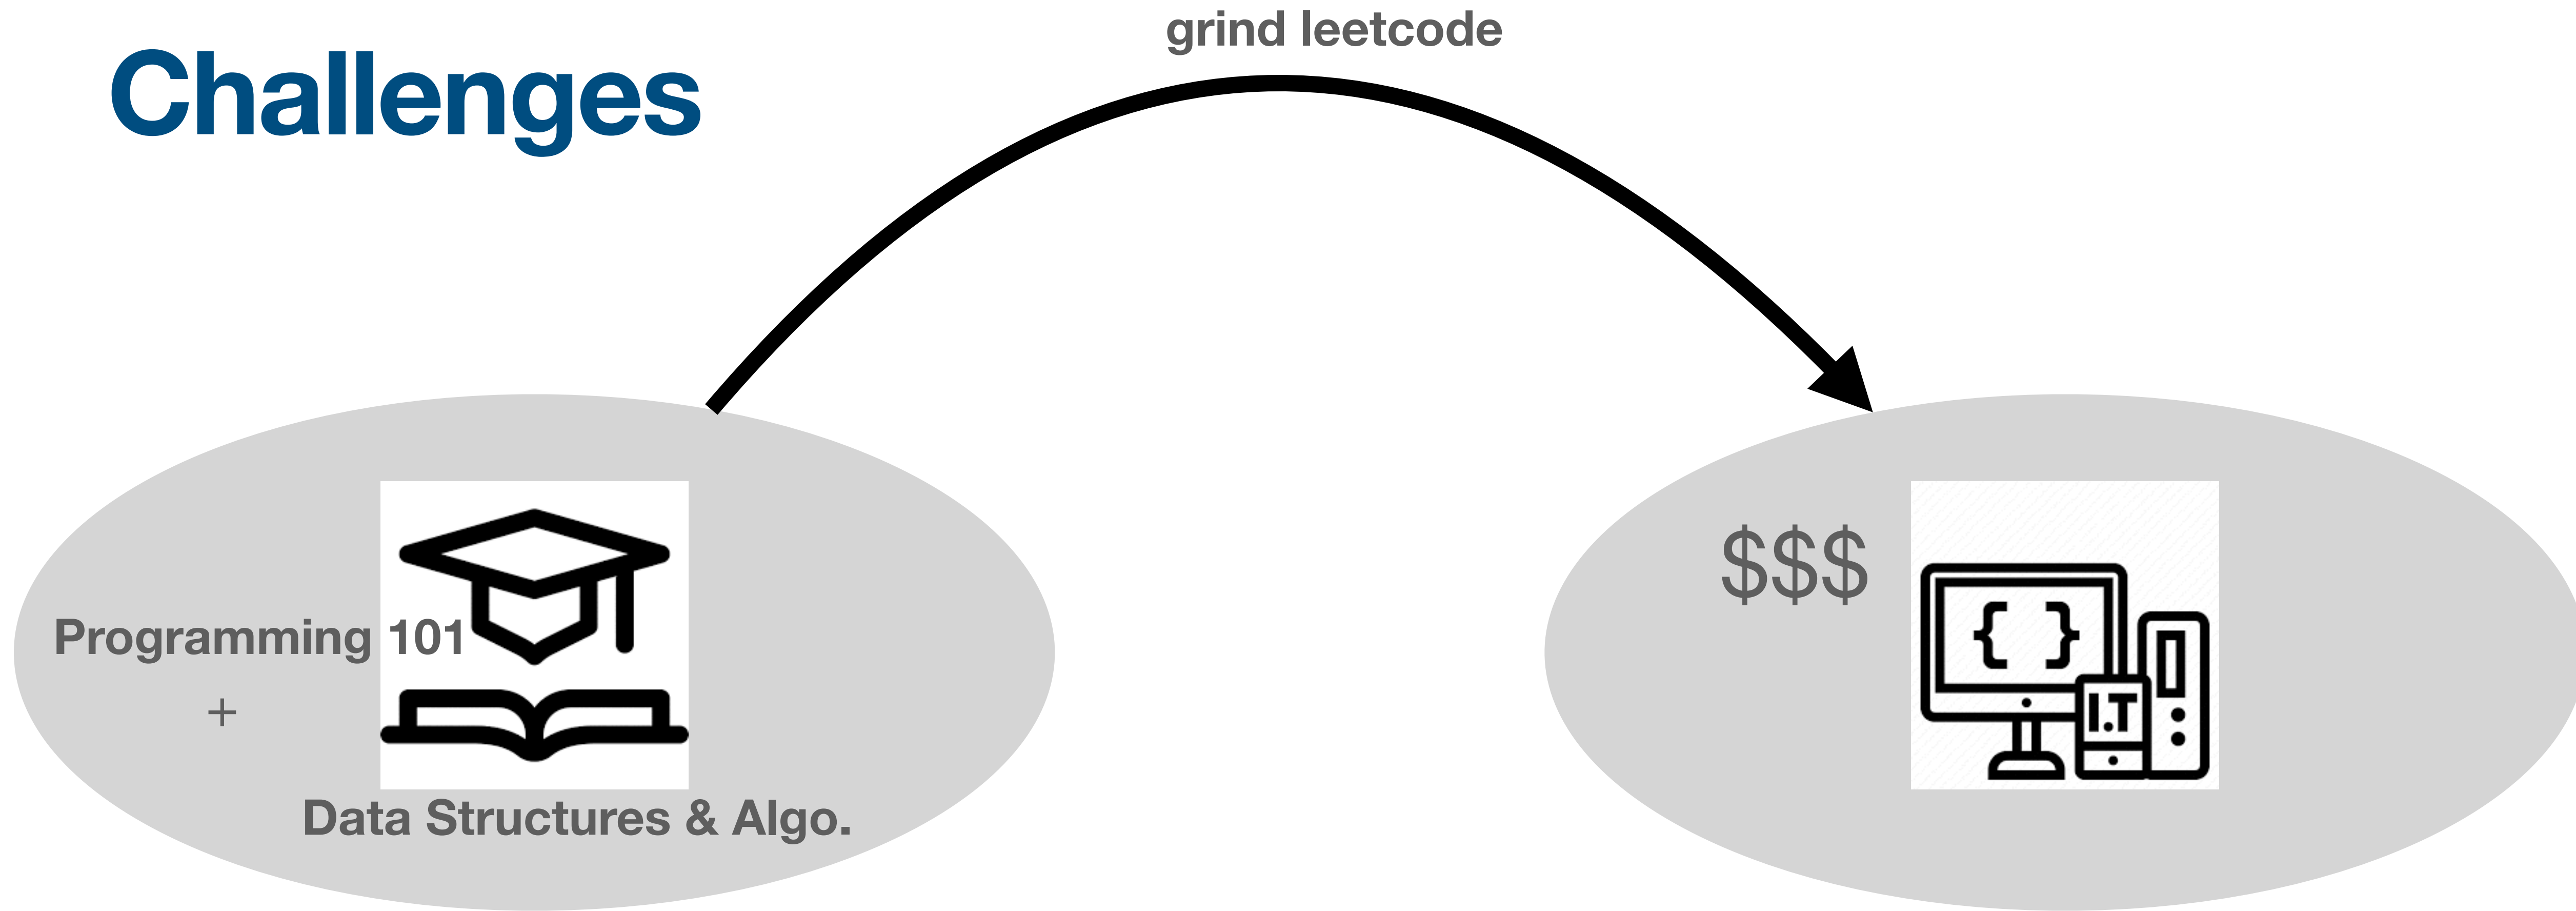 grind leetcode
Challenges
$$$
Programming 101
+
{ }
I.T
Data Structures & Algo.